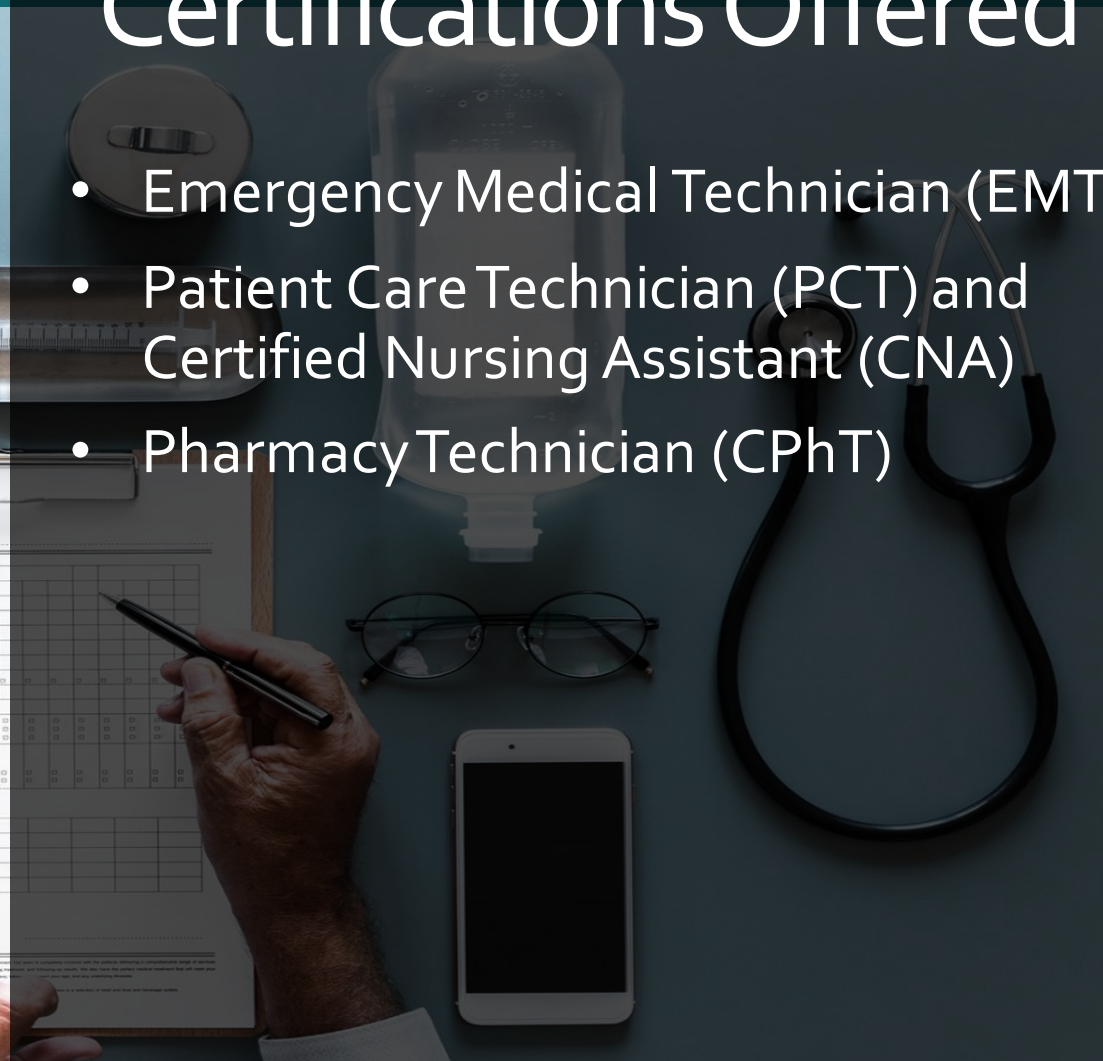 Certifications Offered
• Emergency Medical Technician (EMT
• Patient Care Technician (PCT) and
Certified Nursing Assistant (CNA)
• Pharmacy Technician (CPhT)